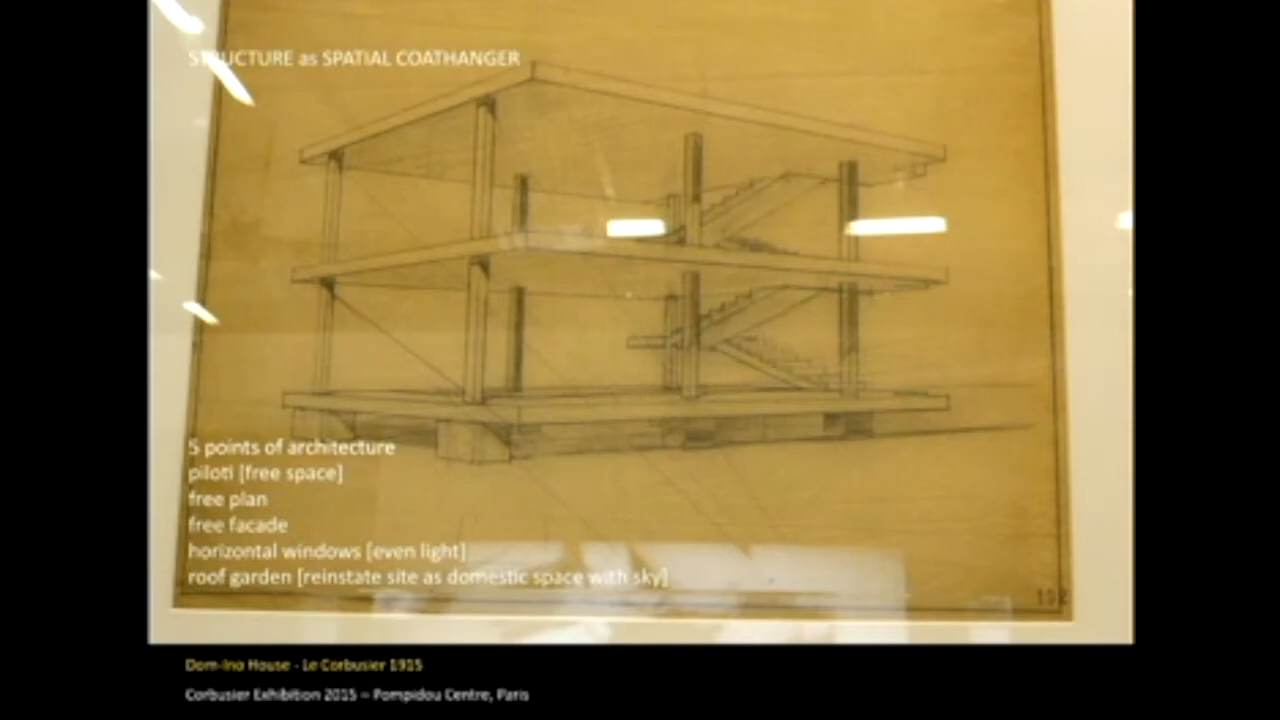 STRUCTURE as SPATIAL COATHANGER
5 points of architecture
piloti [free space]
free plan
free facade
horizontal windows [even light]
roof garden [reinstate site as domestic space with sky]
Dom-Ino House - Le Corbusier 1915
Corbusier Exhibition 2015 – Pompidou Centre, Paris